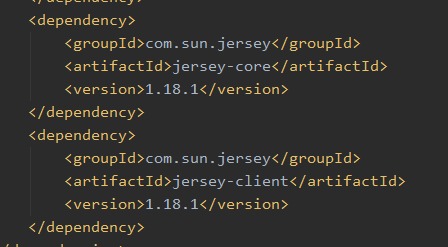 </dependency>
<dependency>
<groupId>com.sun.jersey</groupId>
<artifactId>jersey-core</artifactId>
<version>1.18.1</version>
</dependency>
<dependency>
<groupId>com.sun.jersey</groupId>
<artifactId>jersey-client</artifactId>
<version>1.18.1</version>
</dependency>